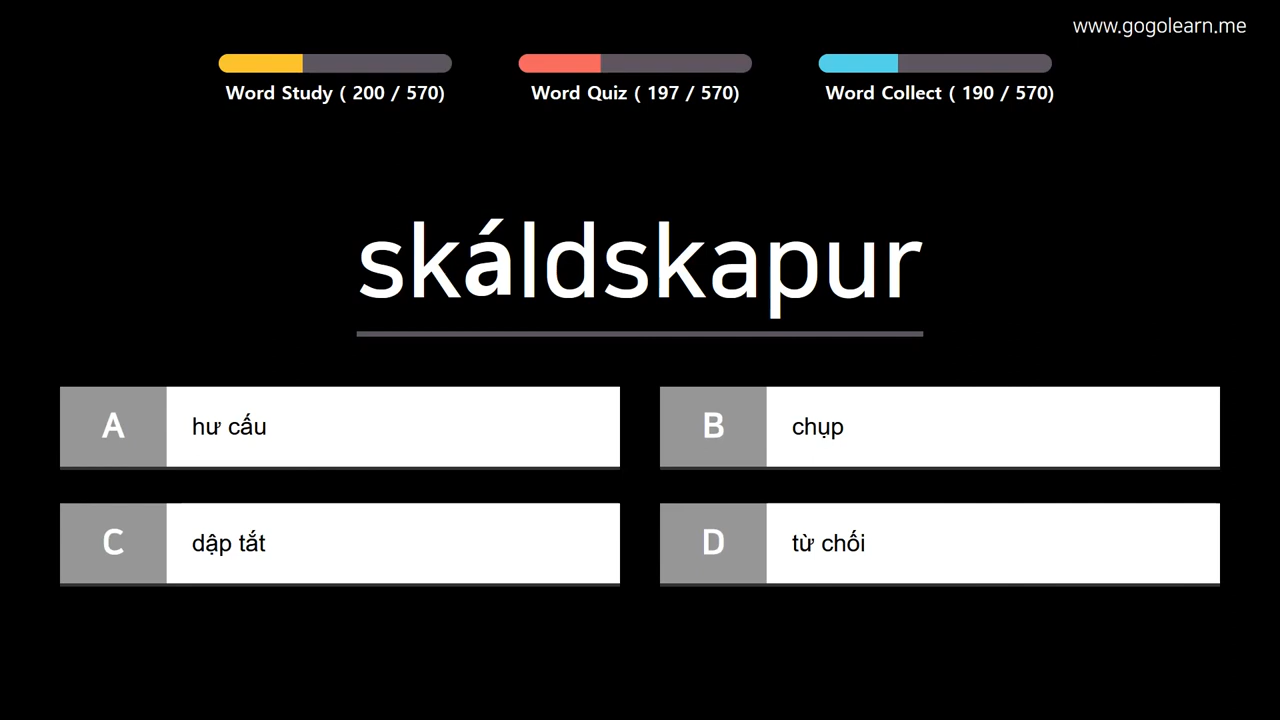 www.gogolearn.me
Word Study ( 200 / 570)
Word Quiz ( 197 / 570)
Word Collect ( 190 / 570)
skáldskapur
A hư cấu
B chụp
C dập tắt
D từ chối